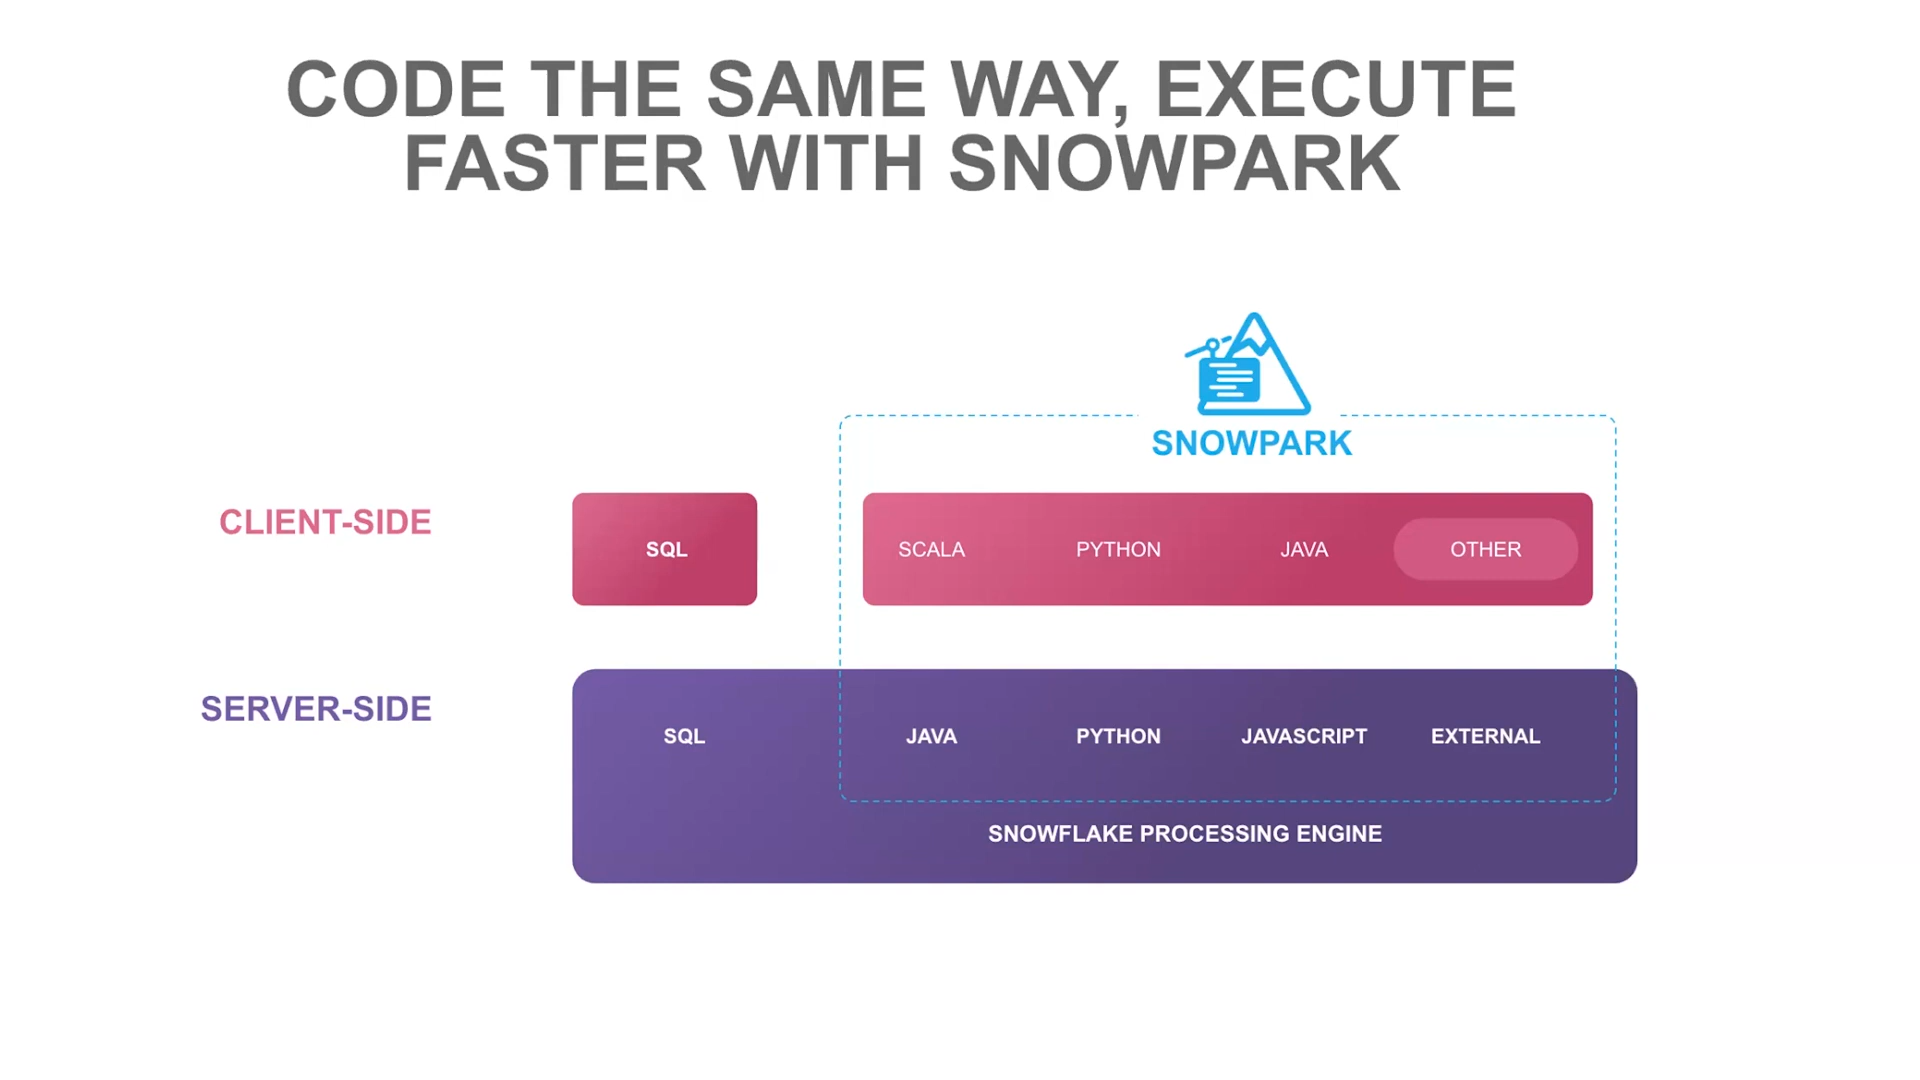 CODE THE SAME WAY, EXECUTE
FASTER WITH SNOWPARK
SNOWPARK
CLIENT-SIDE
SQL
SCALA
PYTHON
JAVA
OTHER
SERVER-SIDE
SQL
JAVA
PYTHON
JAVASCRIPT
EXTERNAL
SNOWFLAKE PROCESSING ENGINE